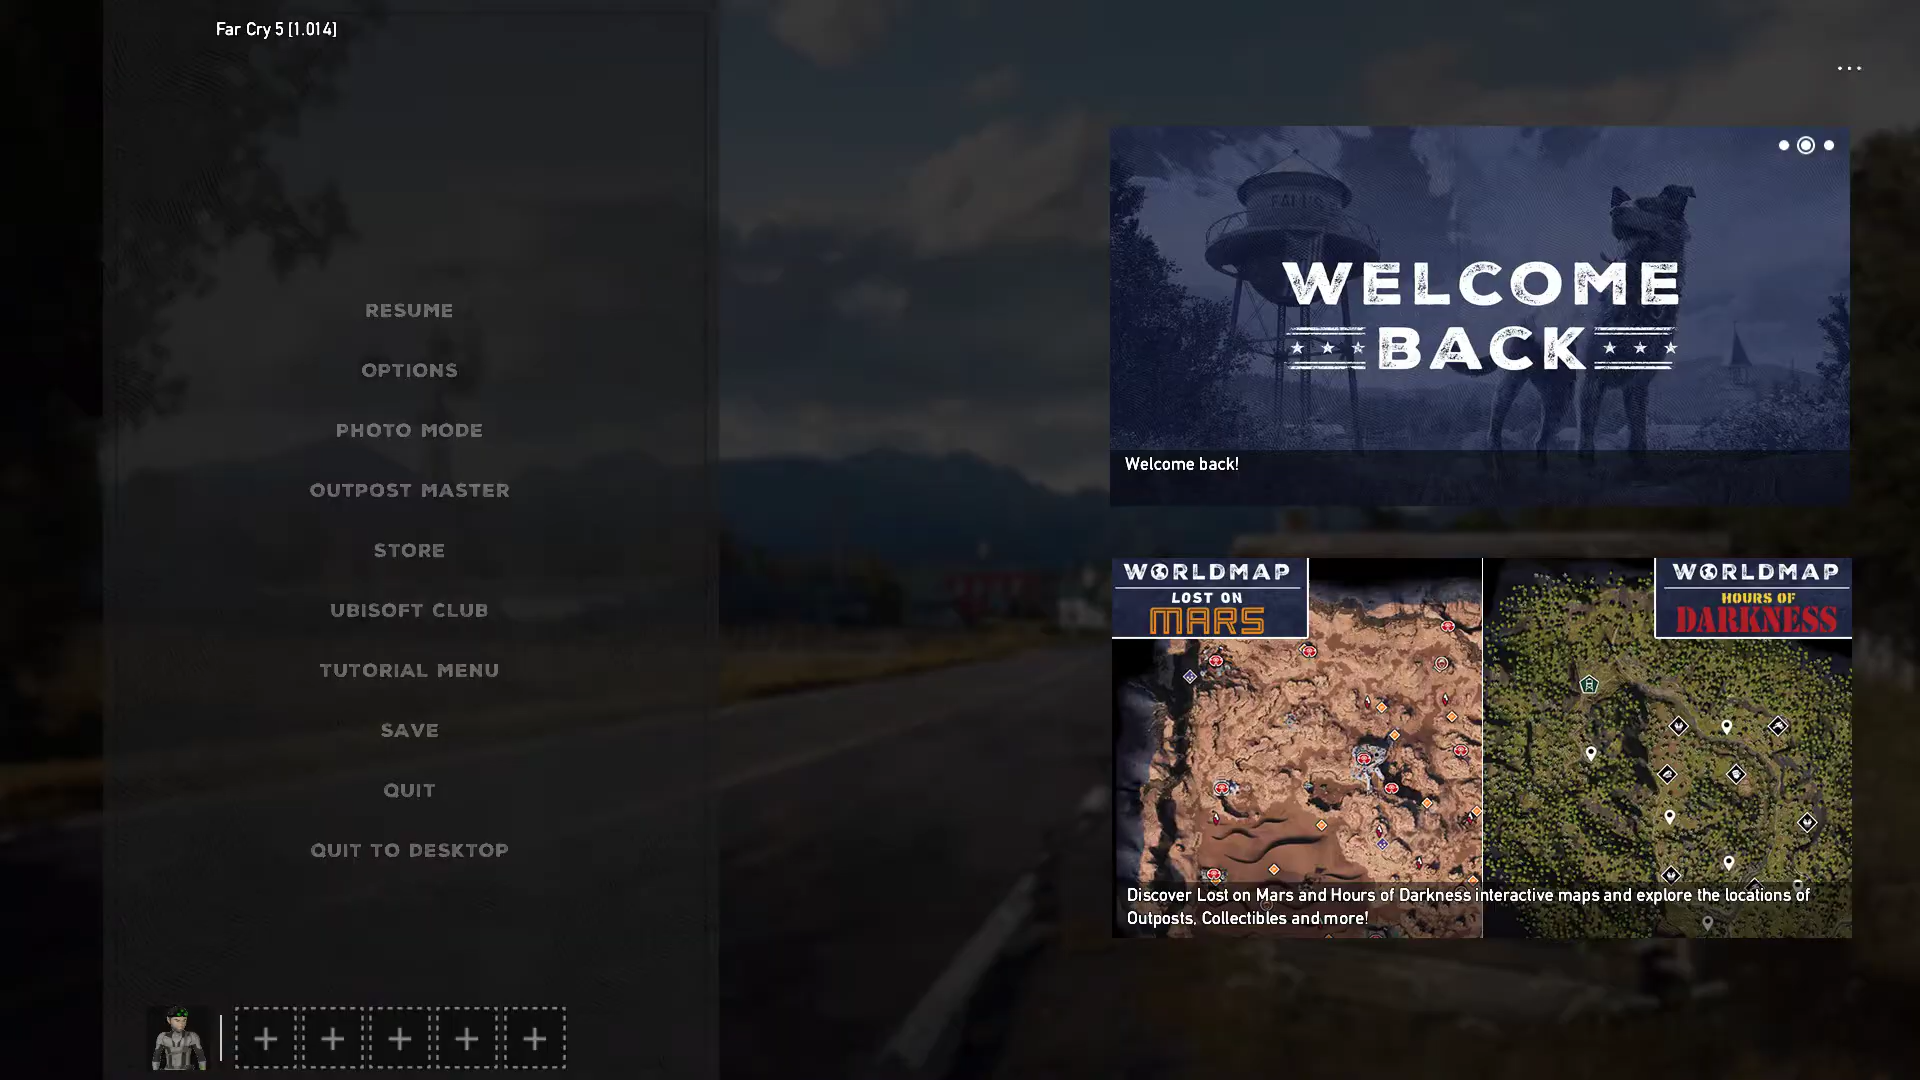 Far Cry 5 [1.014]
RESUME
OPTIONS
PHOTO MODE
OUTPOST MASTER
STORE
UBISOFT CLUB
TUTORIAL MENU
SAVE
QUIT
QUIT TO DESKTOP
FALL'S
WELCOME
BACK
Welcome back!
WORLDMAP
LOST ON
MARS
WORLDMAP
HOURS OF
DARKNESS
Discover Lost on Mars and Hours of Darkness interactive maps and explore the locations of
Outposts, Collectibles and more!